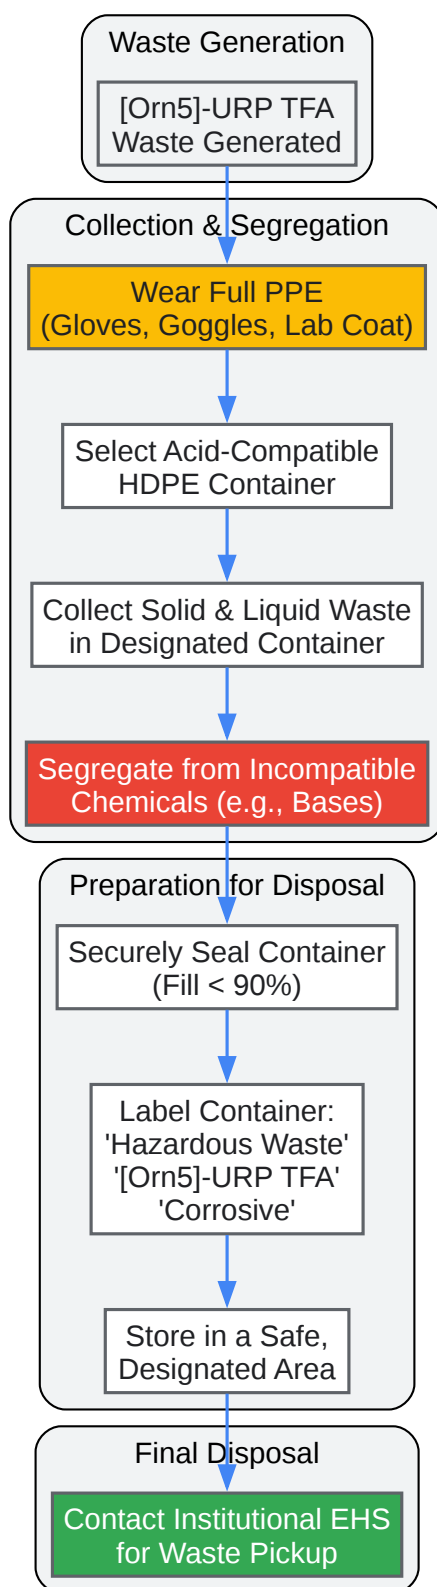 Waste Generation
[Orn5]-URP TFA
Waste Generated
Collection & Segregation
Wear Full PPE
(Gloves, Goggles, Lab Coat)
Select Acid-Compatible
HDPE Container
Collect Solid & Liquid Waste
in Designated Container
Segregate from Incompatible
Chemicals (e.g., Bases)
Preparation for Disposal
Securely Seal Container
(Fill < 90%)
Label Container:
'Hazardous Waste'
'[Orn5]-URP TFA'
'Corrosive'
Store in a Safe,
Designated Area
Final Disposal
Contact Institutional EHS
for Waste Pickup